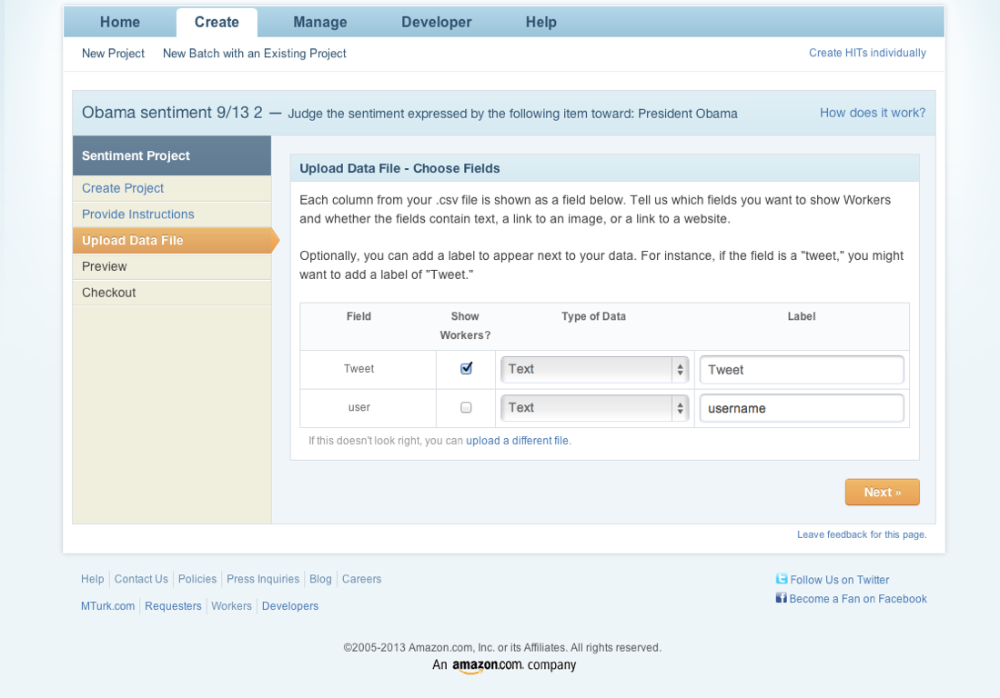 Home Create Manage Developer Help
New Project New Batch with an Existing Project Create HITs individually
Obama sentiment 9/13 2 — Judge the sentiment expressed by the following item toward: President Obama How does it work?
Sentiment Project
Create Project
Provide Instructions
Upload Data File
Preview
Checkout
Upload Data File - Choose Fields
Each column from your .csv file is shown as a field below. Tell us which fields you want to show Workers
and whether the fields contain text, a link to an image, or a link to a website.
Optionally, you can add a label to appear next to your data. For instance, if the field is a "tweet," you might
want to add a label of "Tweet."
Field Show Workers? Type of Data Label
Tweet Text Tweet
user Text username
If this doesn't look right, you can upload a different file.
Next »
Leave feedback for this page.
Help Contact Us Policies Press Inquiries Blog Careers
MTurk.com Requesters Workers Developers
Follow Us on Twitter
Become a Fan on Facebook
©2005-2013 Amazon.com, Inc. or its Affiliates. All rights reserved.
An amazon.com. company